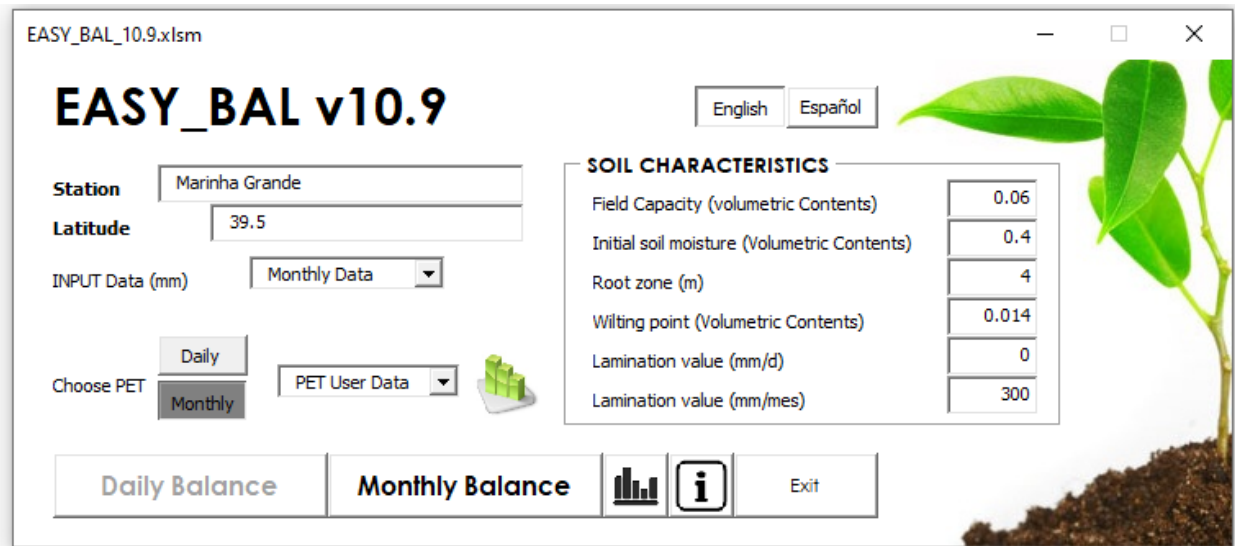 EASY_BAL_10.9.xlsm
EASY_BAL v10.9
English Español
Station Marinha Grande
Latitude 39.5
INPUT Data (mm) Monthly Data
Choose PET Daily Monthly PET User Data
SOIL CHARACTERISTICS
Field Capacity (volumetric Contents) 0.06
Initial soil moisture (Volumetric Contents) 0.4
Root zone (m) 4
Wilting point (Volumetric Contents) 0.014
Lamination value (mm/d) 0
Lamination value (mm/mes) 300
Daily Balance Monthly Balance i Exit